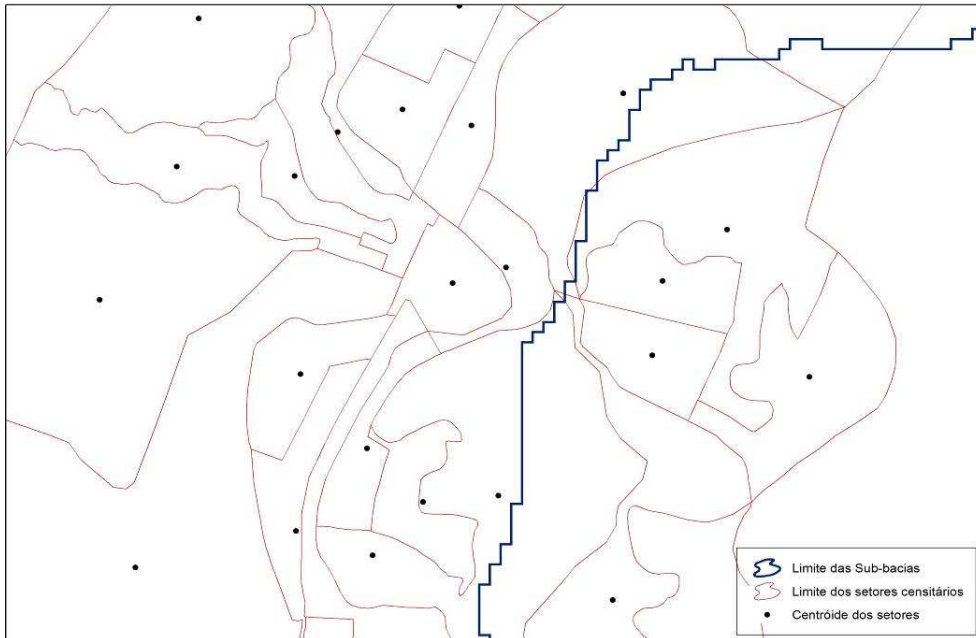 Limite das Sub-bacias
Limite dos setores censitários
Centróide dos setores